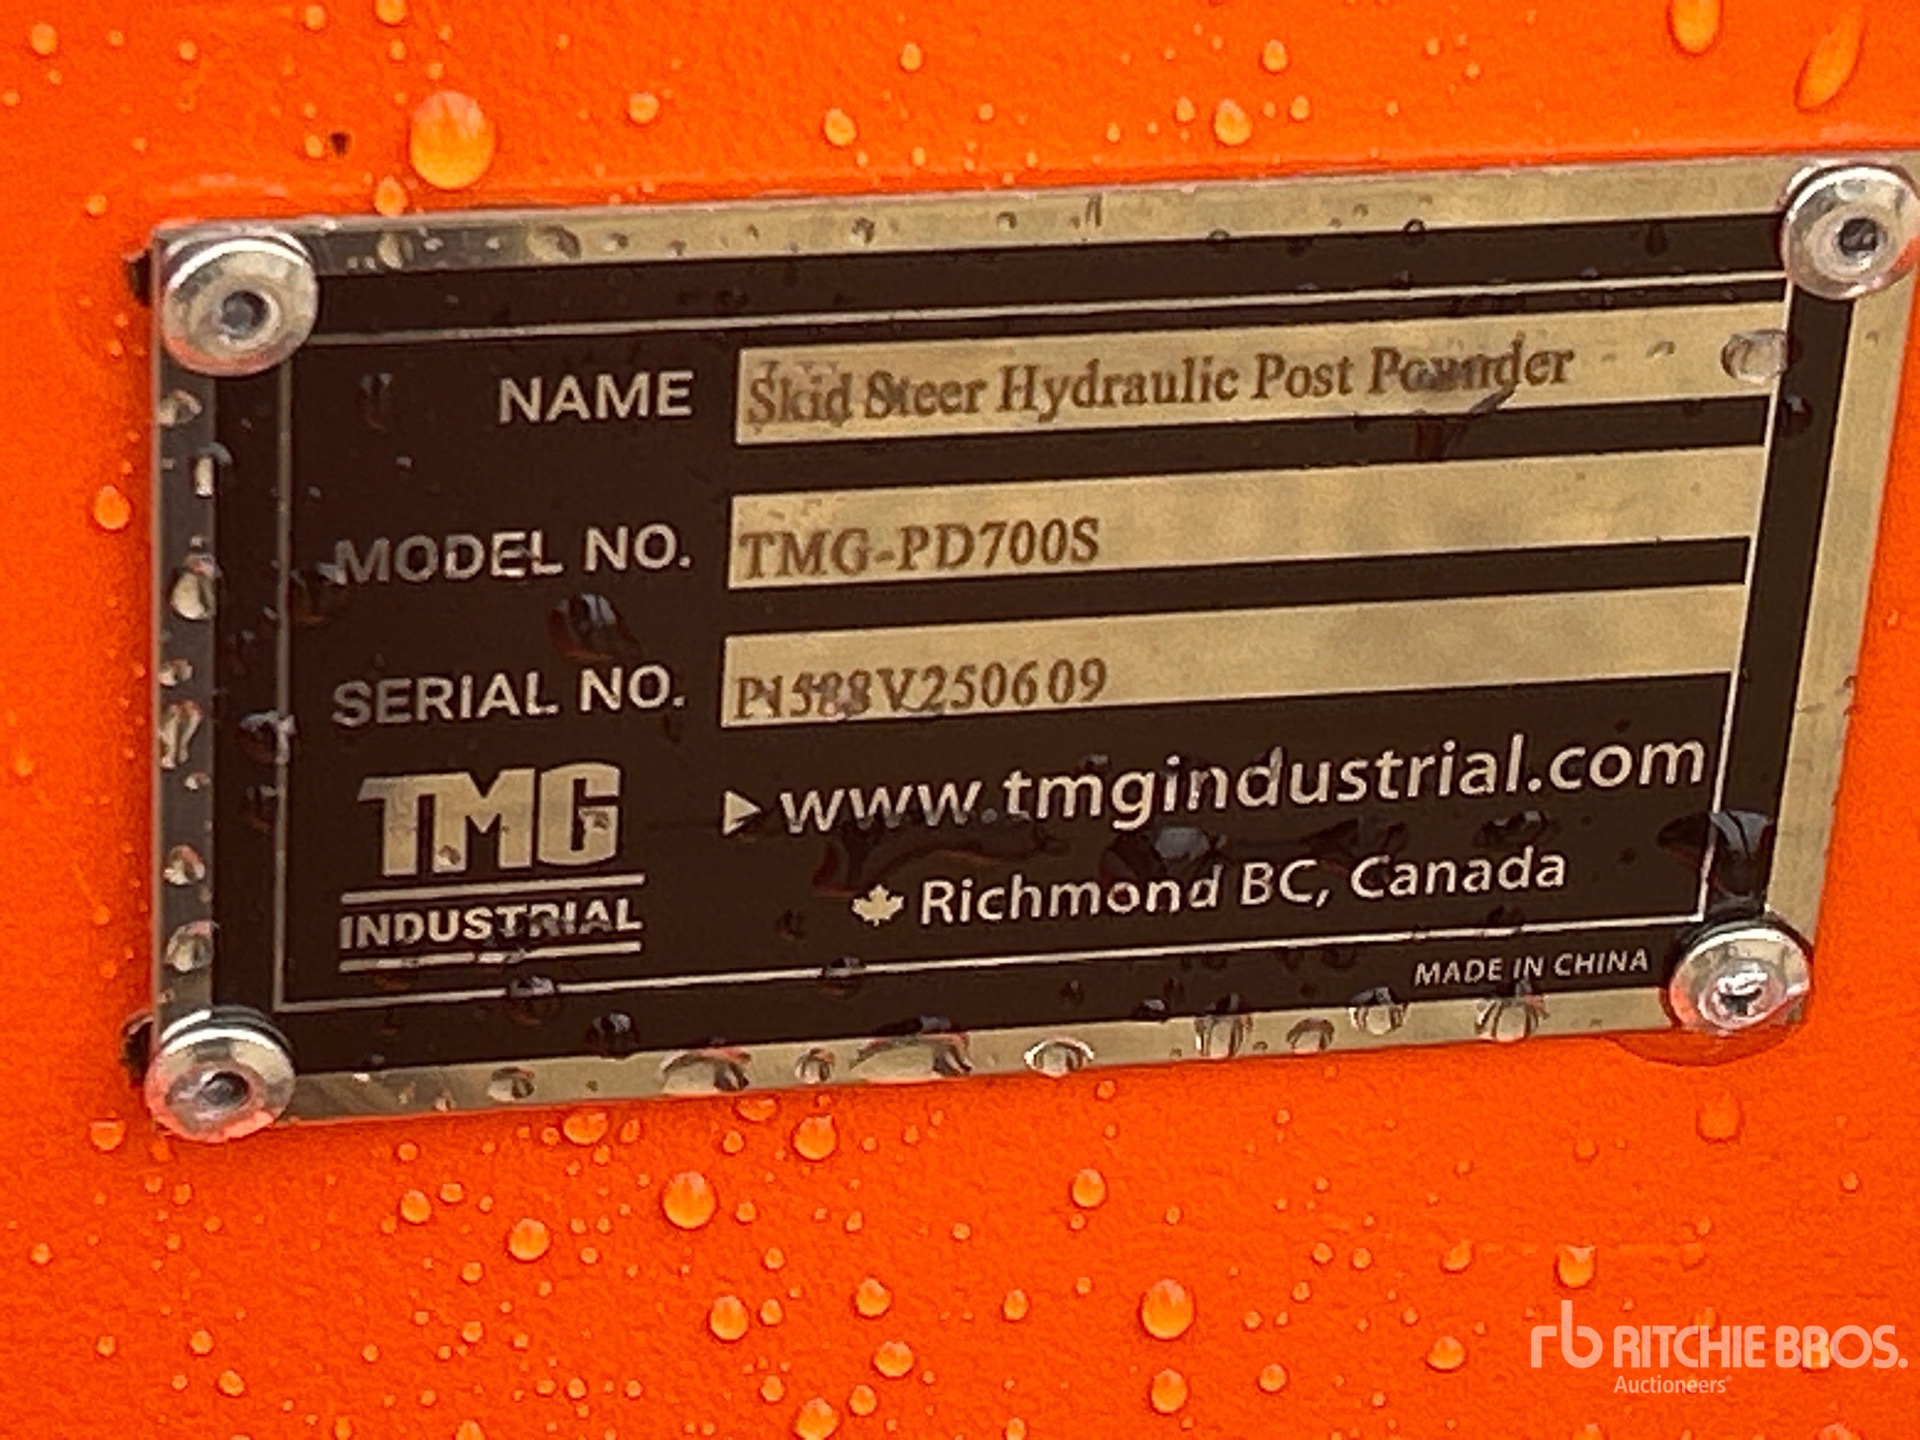 NAME Skid Steer Hydraulic Post Pounder
MODEL NO. TMG-PD700S
SERIAL NO.
TMG
INDUSTRIAL
www.tmgindustrial.com
Richmond BC, Canada
MADE IN CHINA
rb RITCHIE BROS.
Auctioneers